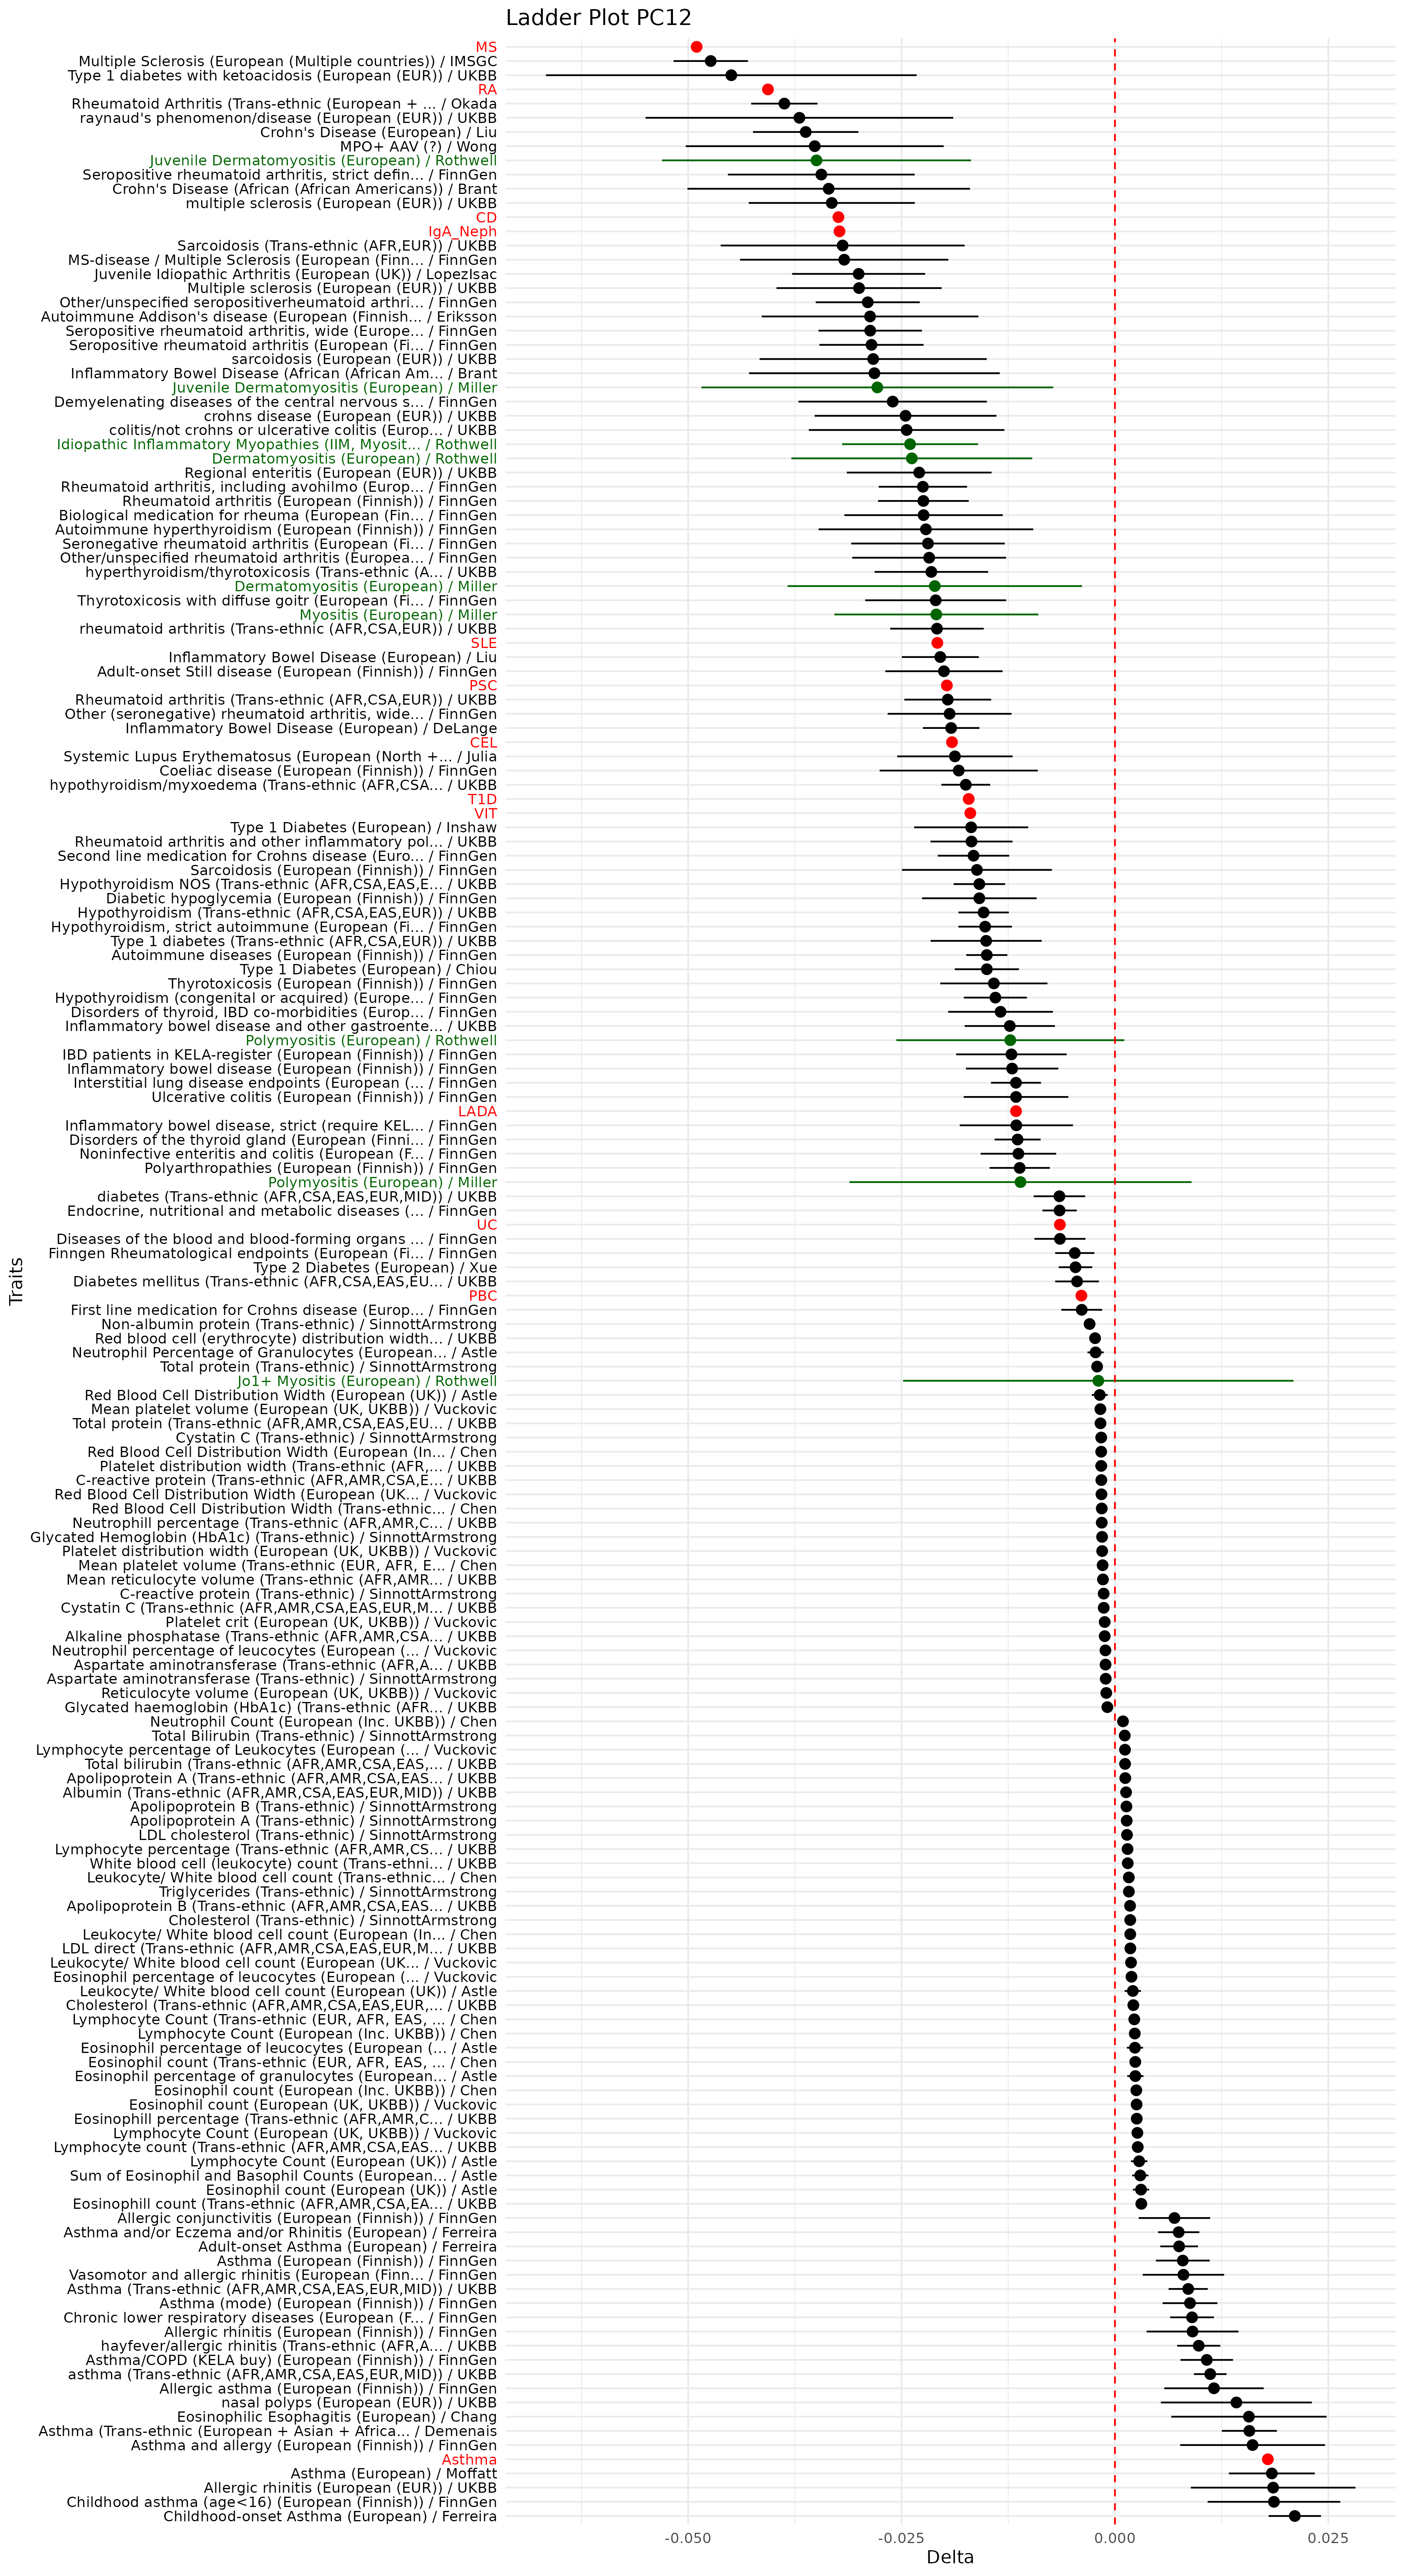 Ladder Plot PC12
MS
Multiple Sclerosis (European (Multiple countries)) / IMSGC
Type 1 diabetes with ketoacidosis (European (EUR)) / UKBB
RA
Rheumatoid Arthritis (Trans-ethnic (European + ... / Okada
raynaud's phenomenon/disease (European (EUR)) / UKBB
Crohn's Disease (European) / Liu
MPO+ AAV (?) / Wong
Juvenile Dermatomyositis (European) / Rothwell
Seropositive rheumatoid arthritis, strict defin... / FinnGen
Crohn's Disease (African (African Americans)) / Brant
multiple sclerosis (European (EUR)) / UKBB
CD
IgA_Neph
Sarcoidosis (Trans-ethnic (AFR,EUR)) / UKBB
MS-disease / Multiple Sclerosis (European (Finn... / FinnGen
Juvenile Idiopathic Arthritis (European (UK)) / LopezIsac
Multiple sclerosis (European (EUR)) / UKBB
Other/unspecified seropositiverheumatoid arthri... / FinnGen
Autoimmune Addison's disease (European (Finnish... / Eriksson
Seropositive rheumatoid arthritis, wide (Europe... / FinnGen
Seropositive rheumatoid arthritis (European (Fi... / FinnGen
sarcoidosis (European (EUR)) / UKBB
Inflammatory Bowel Disease (African (African Am... / Brant
Juvenile Dermatomyositis (European) / Miller
Demyelenating diseases of the central nervous s... / FinnGen
crohns disease (European (EUR)) / UKBB
colitis/not crohns or ulcerative colitis (Europ... / UKBB
Idiopathic Inflammatory Myopathies (IIM, Myosit... / Rothwell
Dermatomyositis (European) / Rothwell
Regional enteritis (European (EUR)) / UKBB
Rheumatoid arthritis, including avohilmo (Europ... / FinnGen
Rheumatoid arthritis (European (Finnish)) / FinnGen
Biological medication for rheuma (European (Fin... / FinnGen
Autoimmune hyperthyroidism (European (Finnish)) / FinnGen
Seronegative rheumatoid arthritis (European (Fi... / FinnGen
Other/unspecified rheumatoid arthritis (Europea... / FinnGen
hyperthyroidism/thyrotoxicosis (Trans-ethnic (A... / UKBB
Dermatomyositis (European) / Miller
Thyrotoxicosis with diffuse goitr (European (Fi... / FinnGen
Myositis (European) / Miller
rheumatoid arthritis (Trans-ethnic (AFR,CSA,EUR)) / UKBB
SLE
Inflammatory Bowel Disease (European) / Liu
Adult-onset Still disease (European (Finnish)) / FinnGen
PSC
Rheumatoid arthritis (Trans-ethnic (AFR,CSA,EUR)) / UKBB
Other (seronegative) rheumatoid arthritis, wide... / FinnGen
Inflammatory Bowel Disease (European) / DeLange
CEL
Systemic Lupus Erythematosus (European (North +... / Julia
Coeliac disease (European (Finnish)) / FinnGen
hypothyroidism/myxoedema (Trans-ethnic (AFR,CSA... / UKBB
T1D
VIT
Type 1 Diabetes (European) / Inshaw
Rheumatoid arthritis and other inflammatory pol... / UKBB
Second line medication for Crohns disease (Euro... / FinnGen
Sarcoidosis (European (Finnish)) / FinnGen
Hypothyroidism NOS (Trans-ethnic (AFR,CSA,EAS,E... / UKBB
Diabetic hypoglycemia (European (Finnish)) / FinnGen
Hypothyroidism (Trans-ethnic (AFR,CSA,EAS,EUR)) / UKBB
Hypothyroidism, strict autoimmune (European (Fi... / FinnGen
Type 1 diabetes (Trans-ethnic (AFR,CSA,EUR)) / UKBB
Autoimmune diseases (European (Finnish)) / FinnGen
Type 1 Diabetes (European) / Chiou
Thyrotoxicosis (European (Finnish)) / FinnGen
Hypothyroidism (congenital or acquired) (Europe... / FinnGen
Disorders of thyroid, IBD co-morbidities (Europ... / FinnGen
Inflammatory bowel disease and other gastroente... / UKBB
Polymyositis (European) / Rothwell
IBD patients in KELA-register (European (Finnish)) / FinnGen
Inflammatory bowel disease (European (Finnish)) / FinnGen
Interstitial lung disease endpoints (European (... / FinnGen
Ulcerative colitis (European (Finnish)) / FinnGen
LADA
Inflammatory bowel disease, strict (require KEL... / FinnGen
Disorders of the thyroid gland (European (Finni... / FinnGen
Noninfective enteritis and colitis (European (F... / FinnGen
Polyarthropathies (European (Finnish)) / FinnGen
Polymyositis (European) / Miller
diabetes (Trans-ethnic (AFR,CSA,EAS,EUR,MID)) / UKBB
Endocrine, nutritional and metabolic diseases (... / FinnGen
UC
Diseases of the blood and blood-forming organs ... / FinnGen
Finngen Rheumatological endpoints (European (Fi... / FinnGen
Type 2 Diabetes (European) / Xue
Diabetes mellitus (Trans-ethnic (AFR,CSA,EAS,EU... / UKBB
PBC
First line medication for Crohns disease (Europ... / FinnGen
Non-albumin protein (Trans-ethnic) / SinnottArmstrong
Red blood cell (erythrocyte) distribution width... / UKBB
Neutrophil Percentage of Granulocytes (European... / Astle
Total protein (Trans-ethnic) / SinnottArmstrong
Jo1+ Myositis (European) / Rothwell
Red Blood Cell Distribution Width (European (UK)) / Astle
Mean platelet volume (European (UK, UKBB)) / Vuckovic
Total protein (Trans-ethnic (AFR,AMR,CSA,EAS,EU... / UKBB
Cystatin C (Trans-ethnic) / SinnottArmstrong
Red Blood Cell Distribution Width (European (In... / Chen
Platelet distribution width (Trans-ethnic (AFR,... / UKBB
C-reactive protein (Trans-ethnic (AFR,AMR,CSA,E... / UKBB
Red Blood Cell Distribution Width (European (UK... / Vuckovic
Red Blood Cell Distribution Width (Trans-ethnic... / Chen
Neutrophill percentage (Trans-ethnic (AFR,AMR,C... / UKBB
Glycated Hemoglobin (HbA1c) (Trans-ethnic) / SinnottArmstrong
Platelet distribution width (European (UK, UKBB)) / Vuckovic
Mean platelet volume (Trans-ethnic (EUR, AFR, E... / Chen
Mean reticulocyte volume (Trans-ethnic (AFR,AMR... / UKBB
C-reactive protein (Trans-ethnic) / SinnottArmstrong
Cystatin C (Trans-ethnic (AFR,AMR,CSA,EAS,EUR,M... / UKBB
Platelet crit (European (UK, UKBB)) / Vuckovic
Alkaline phosphatase (Trans-ethnic (AFR,AMR,CSA... / UKBB
Neutrophil percentage of leucocytes (European (... / Vuckovic
Aspartate aminotransferase (Trans-ethnic (AFR,A... / UKBB
Aspartate aminotransferase (Trans-ethnic) / SinnottArmstrong
Reticulocyte volume (European (UK, UKBB)) / Vuckovic
Glycated haemoglobin (HbA1c) (Trans-ethnic (AFR... / UKBB
Neutrophil Count (European (Inc. UKBB)) / Chen
Total Bilirubin (Trans-ethnic) / SinnottArmstrong
Lymphocyte percentage of Leukocytes (European (... / Vuckovic
Total bilirubin (Trans-ethnic (AFR,AMR,CSA,EAS,... / UKBB
Apolipoprotein A (Trans-ethnic (AFR,AMR,CSA,EAS... / UKBB
Albumin (Trans-ethnic (AFR,AMR,CSA,EAS,EUR,MID)) / UKBB
Apolipoprotein B (Trans-ethnic) / SinnottArmstrong
Apolipoprotein A (Trans-ethnic) / SinnottArmstrong
LDL cholesterol (Trans-ethnic) / SinnottArmstrong
Lymphocyte percentage (Trans-ethnic (AFR,AMR,CS... / UKBB
White blood cell (leukocyte) count (Trans-ethni... / UKBB
Leukocyte/ White blood cell count (Trans-ethnic... / Chen
Triglycerides (Trans-ethnic) / SinnottArmstrong
Apolipoprotein B (Trans-ethnic (AFR,AMR,CSA,EAS... / UKBB
Cholesterol (Trans-ethnic) / SinnottArmstrong
Leukocyte/ White blood cell count (European (In... / Chen
LDL direct (Trans-ethnic (AFR,AMR,CSA,EAS,EUR,M... / UKBB
Leukocyte/ White blood cell count (European (UK... / Vuckovic
Eosinophil percentage of leucocytes (European (... / Vuckovic
Leukocyte/ White blood cell count (European (UK)) / Astle
Cholesterol (Trans-ethnic (AFR,AMR,CSA,EAS,EUR,... / UKBB
Lymphocyte Count (Trans-ethnic (EUR, AFR, EAS, ... / Chen
Lymphocyte Count (European (Inc. UKBB)) / Chen
Eosinophil percentage of leucocytes (European (... / Astle
Eosinophil count (Trans-ethnic (EUR, AFR, EAS, ... / Chen
Eosinophil percentage of granulocytes (European... / Astle
Eosinophil count (European (Inc. UKBB)) / Chen
Eosinophil count (European (UK, UKBB)) / Vuckovic
Eosinophill percentage (Trans-ethnic (AFR,AMR,C... / UKBB
Lymphocyte Count (European (UK, UKBB)) / Vuckovic
Lymphocyte count (Trans-ethnic (AFR,AMR,CSA,EAS... / UKBB
Lymphocyte Count (European (UK)) / Astle
Sum of Eosinophil and Basophil Counts (European... / Astle
Eosinophil count (European (UK)) / Astle
Eosinophill count (Trans-ethnic (AFR,AMR,CSA,EA... / UKBB
Allergic conjunctivitis (European (Finnish)) / FinnGen
Asthma and/or Eczema and/or Rhinitis (European) / Ferreira
Adult-onset Asthma (European) / Ferreira
Asthma (European (Finnish)) / FinnGen
Vasomotor and allergic rhinitis (European (Finn... / FinnGen
Asthma (Trans-ethnic (AFR,AMR,CSA,EAS,EUR,MID)) / UKBB
Asthma (mode) (European (Finnish)) / FinnGen
Chronic lower respiratory diseases (European (F... / FinnGen
Allergic rhinitis (European (Finnish)) / FinnGen
hayfever/allergic rhinitis (Trans-ethnic (AFR,A... / UKBB
Asthma/COPD (KELA buy) (European (Finnish)) / FinnGen
asthma (Trans-ethnic (AFR,AMR,CSA,EAS,EUR,MID)) / UKBB
Allergic asthma (European (Finnish)) / FinnGen
nasal polyps (European (EUR)) / UKBB
Eosinophilic Esophagitis (European) / Chang
Asthma (Trans-ethnic (European + Asian + Africa... / Demenais
Asthma and allergy (European (Finnish)) / FinnGen
Asthma
Asthma (European) / Moffatt
Allergic rhinitis (European (EUR)) / UKBB
Childhood asthma (age<16) (European (Finnish)) / FinnGen
Childhood-onset Asthma (European) / Ferreira
Traits
-0.050
-0.025
0.000
0.025
Delta